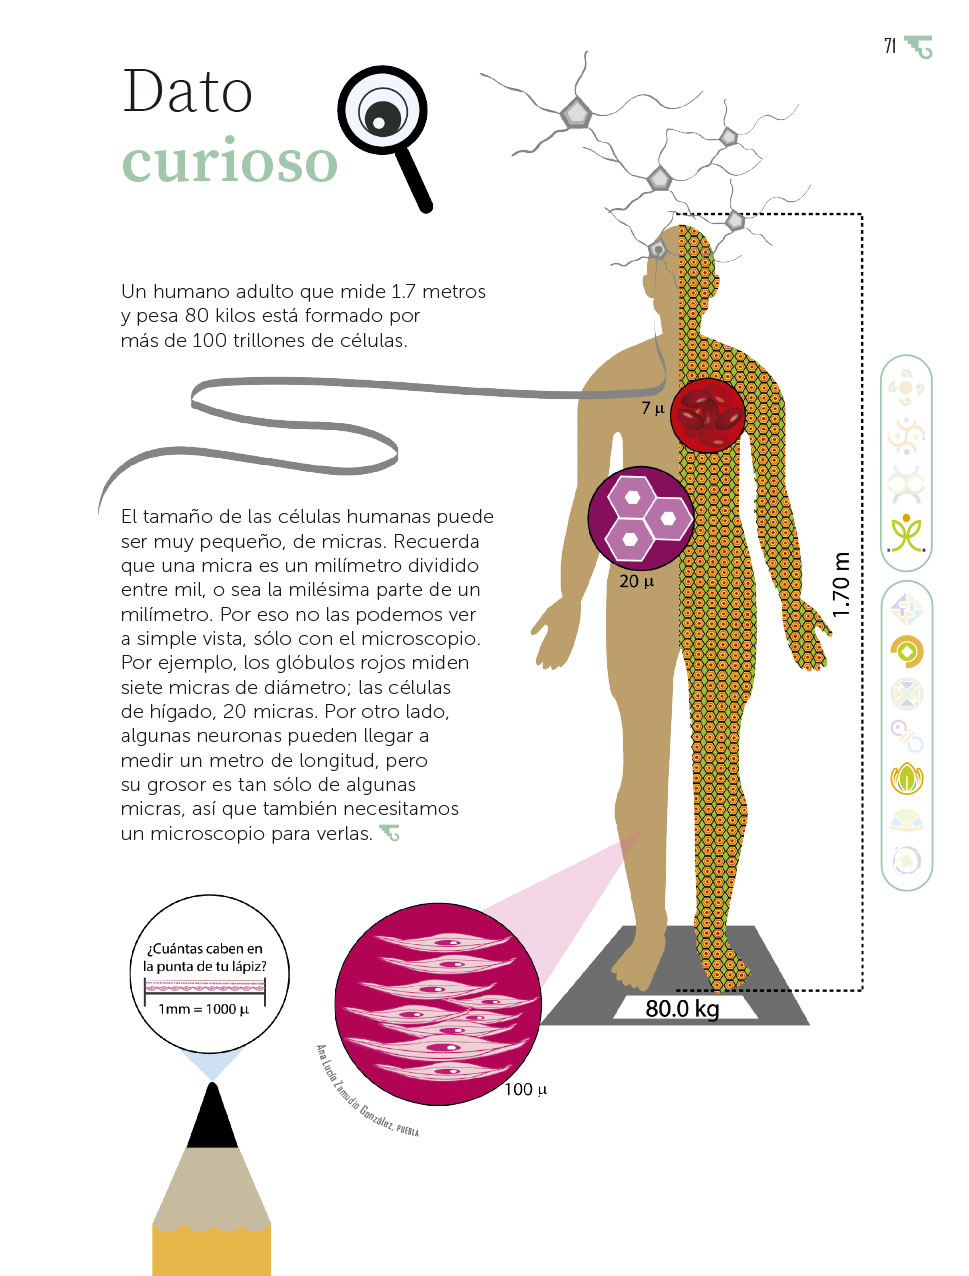 71
Dato
curioso
Un humano adulto que mide 1.7 metros
y pesa 80 kilos está formado por
más de 100 trillones de células.
7 µ
20 µ
1.70 m
El tamaño de las células humanas puede
ser muy pequeño, de micras. Recuerda
que una micra es un milímetro dividido
entre mil, o sea la milésima parte de un
milímetro. Por eso no las podemos ver
a simple vista, sólo con el microscopio.
Por ejemplo, los glóbulos rojos miden
siete micras de diámetro; las células
de hígado, 20 micras. Por otro lado,
algunas neuronas pueden llegar a
medir un metro de longitud, pero
su grosor es tan sólo de algunas
micras, así que también necesitamos
un microscopio para verlas.
¿Cuántas caben en
la punta de tu lápiz?
1mm = 1000 µ
80.0 kg
100 µ
Ana Lucía Zamudio González, PUEBLA